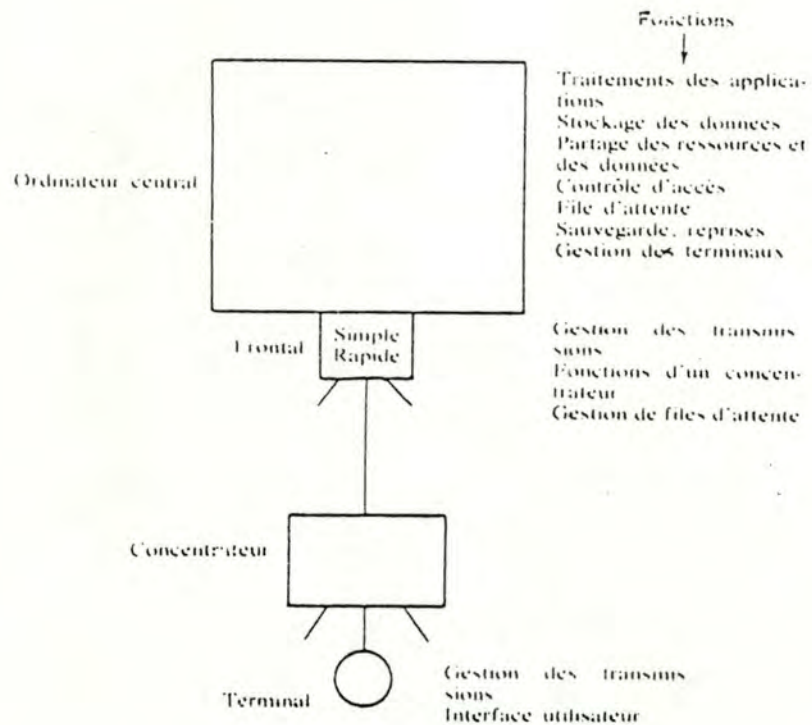 Fonctions
Traitements des applica-
tions
Stockage des données
Partage des ressources et
des données
Ordinateur central
Contrôle d'accès
File d'attente
Sauvegarde, reprises
Gestion des terminaux
Frontal
Simple
Rapide
Gestion des transmis
sions
Fonctions d'un concen-
trateur
Gestion de files d'attente
Concentrateur
Terminal
Gestion des transmis
sions
Interface utilisateur